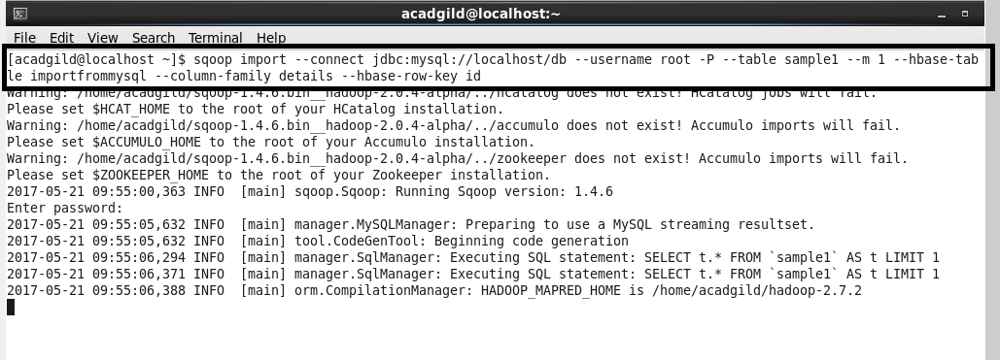 acadgild@localhost:~
File Edit View Search Terminal Help
[acadgild@localhost ~]$ sqoop import --connect jdbc:mysql://localhost/db --username root -P --table sample1 --m 1 --hbase-tab
le importfrommysql --column-family details --hbase-row-key id
Warning: /home/acadgild/sqoop-1.4.6.bin__hadoop-2.0.4-alpha/../hcatalog does not exist! HCatalog jobs will fail.
Please set $HCAT_HOME to the root of your HCatalog installation.
Warning: /home/acadgild/sqoop-1.4.6.bin__hadoop-2.0.4-alpha/../accumulo does not exist! Accumulo imports will fail.
Please set $ACCUMULO_HOME to the root of your Accumulo installation.
Warning: /home/acadgild/sqoop-1.4.6.bin__hadoop-2.0.4-alpha/../zookeeper does not exist! Accumulo imports will fail.
Please set $ZOOKEEPER_HOME to the root of your Zookeeper installation.
2017-05-21 09:55:00,363 INFO  [main] sqoop.Sqoop: Running Sqoop version: 1.4.6
Enter password:
2017-05-21 09:55:05,632 INFO  [main] manager.MySQLManager: Preparing to use a MySQL streaming resultset.
2017-05-21 09:55:05,632 INFO  [main] tool.CodeGenTool: Beginning code generation
2017-05-21 09:55:06,294 INFO  [main] manager.SqlManager: Executing SQL statement: SELECT t.* FROM `sample1` AS t LIMIT 1
2017-05-21 09:55:06,371 INFO  [main] manager.SqlManager: Executing SQL statement: SELECT t.* FROM `sample1` AS t LIMIT 1
2017-05-21 09:55:06,388 INFO  [main] orm.CompilationManager: HADOOP_MAPRED_HOME is /home/acadgild/hadoop-2.7.2